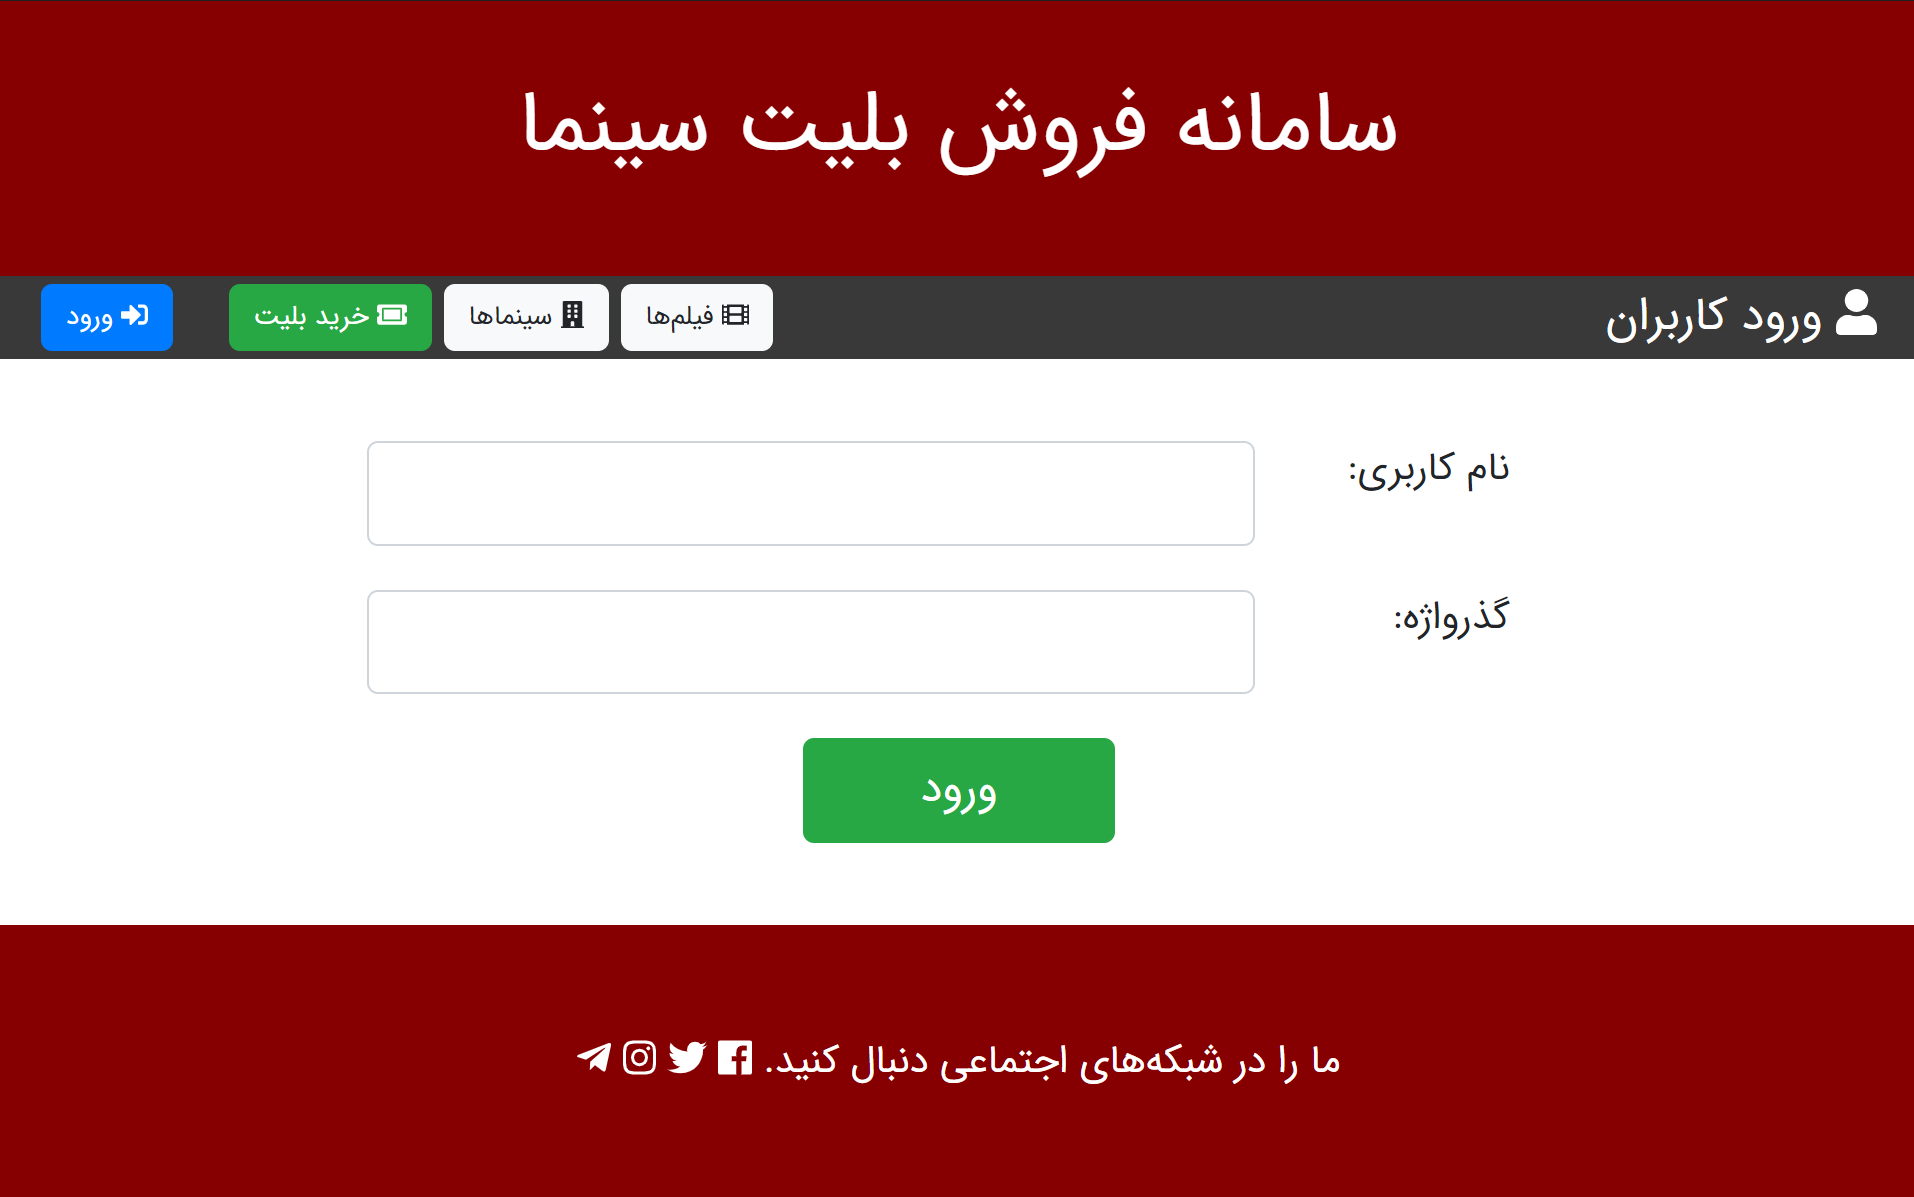 سامانه فروش بلیت سینما
ورود کاربران
فیلم‌ها
سینماها
خرید بلیت
ورود
نام کاربری:
گذرواژه:
ورود
ما را در شبکه‌های اجتماعی دنبال کنید.